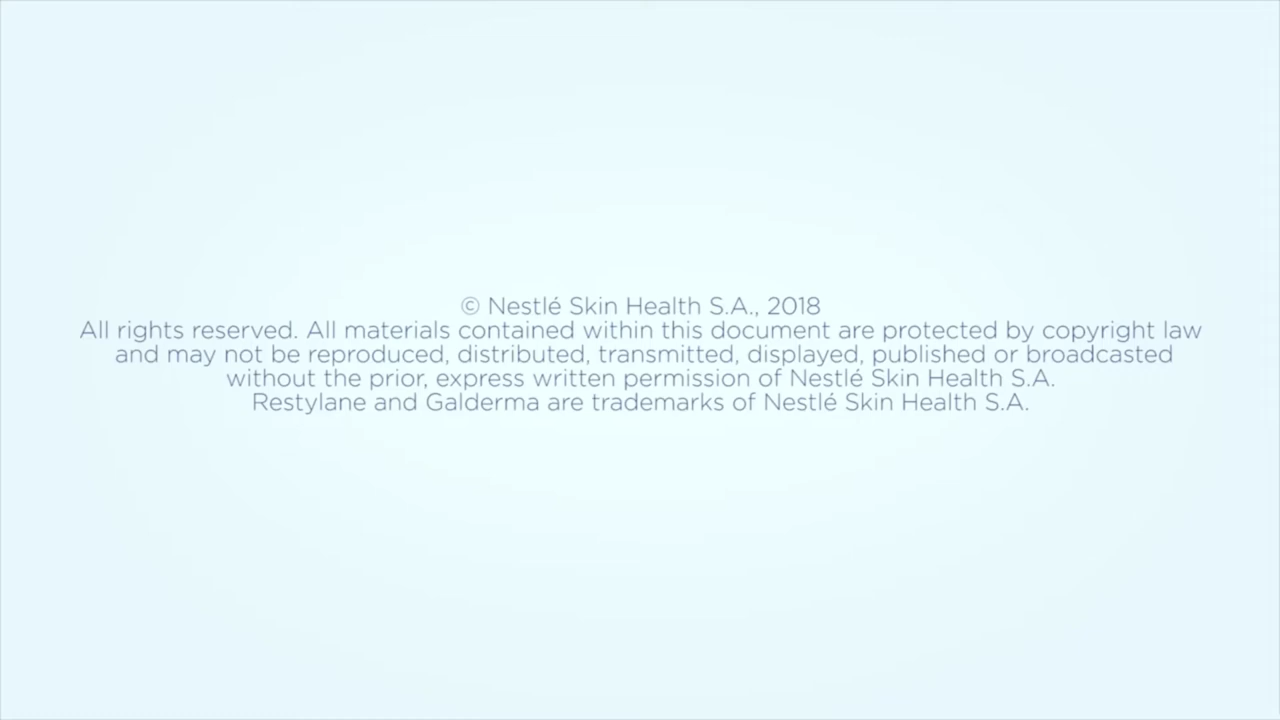 © Nestlé Skin Health S.A., 2018
All rights reserved. All materials contained within this document are protected by copyright law
and may not be reproduced, distributed, transmitted, displayed, published or broadcasted
without the prior, express written permission of Nestlé Skin Health S.A.
Restylane and Galderma are trademarks of Nestlé Skin Health S.A.